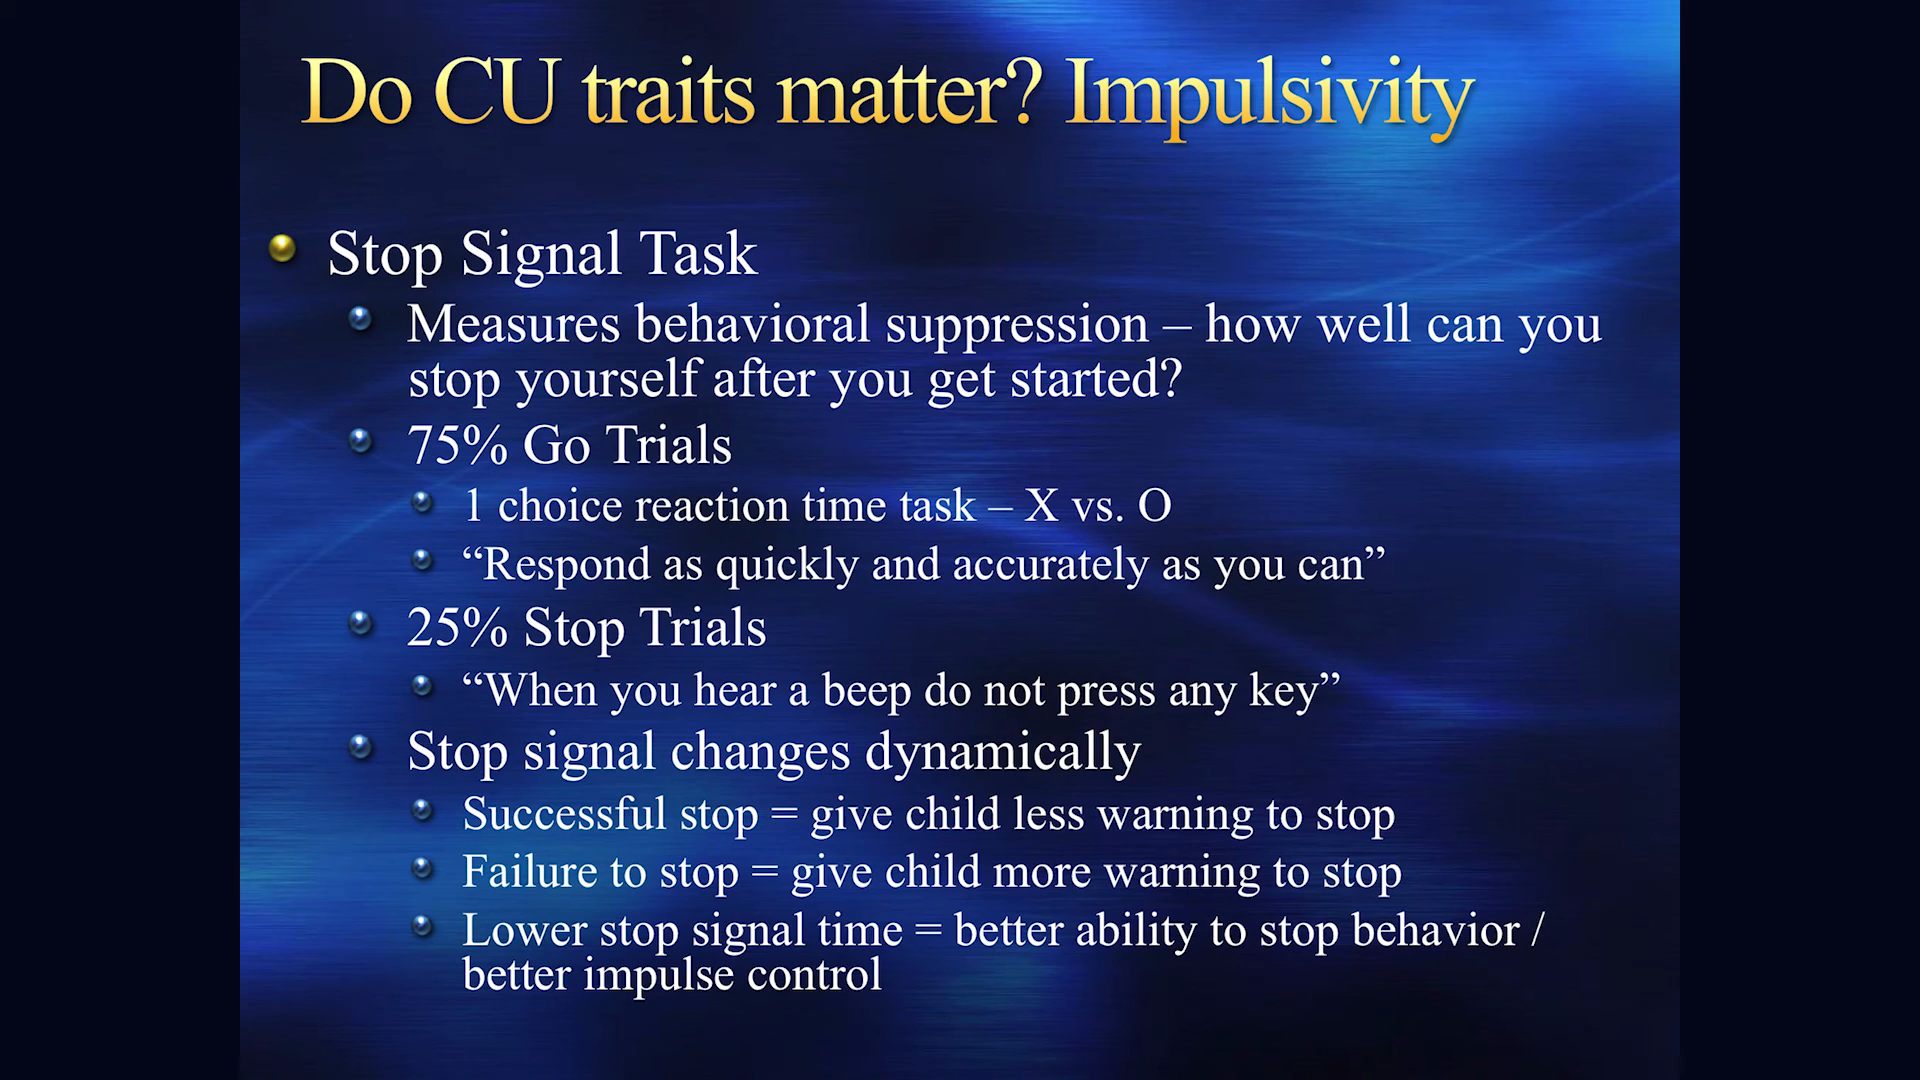 Do CU traits matter? Impulsivity
Stop Signal Task
Measures behavioral suppression – how well can you
stop yourself after you get started?
75% Go Trials
1 choice reaction time task – X vs. O
“Respond as quickly and accurately as you can”
25% Stop Trials
“When you hear a beep do not press any key”
Stop signal changes dynamically
Successful stop = give child less warning to stop
Failure to stop = give child more warning to stop
Lower stop signal time = better ability to stop behavior /
better impulse control